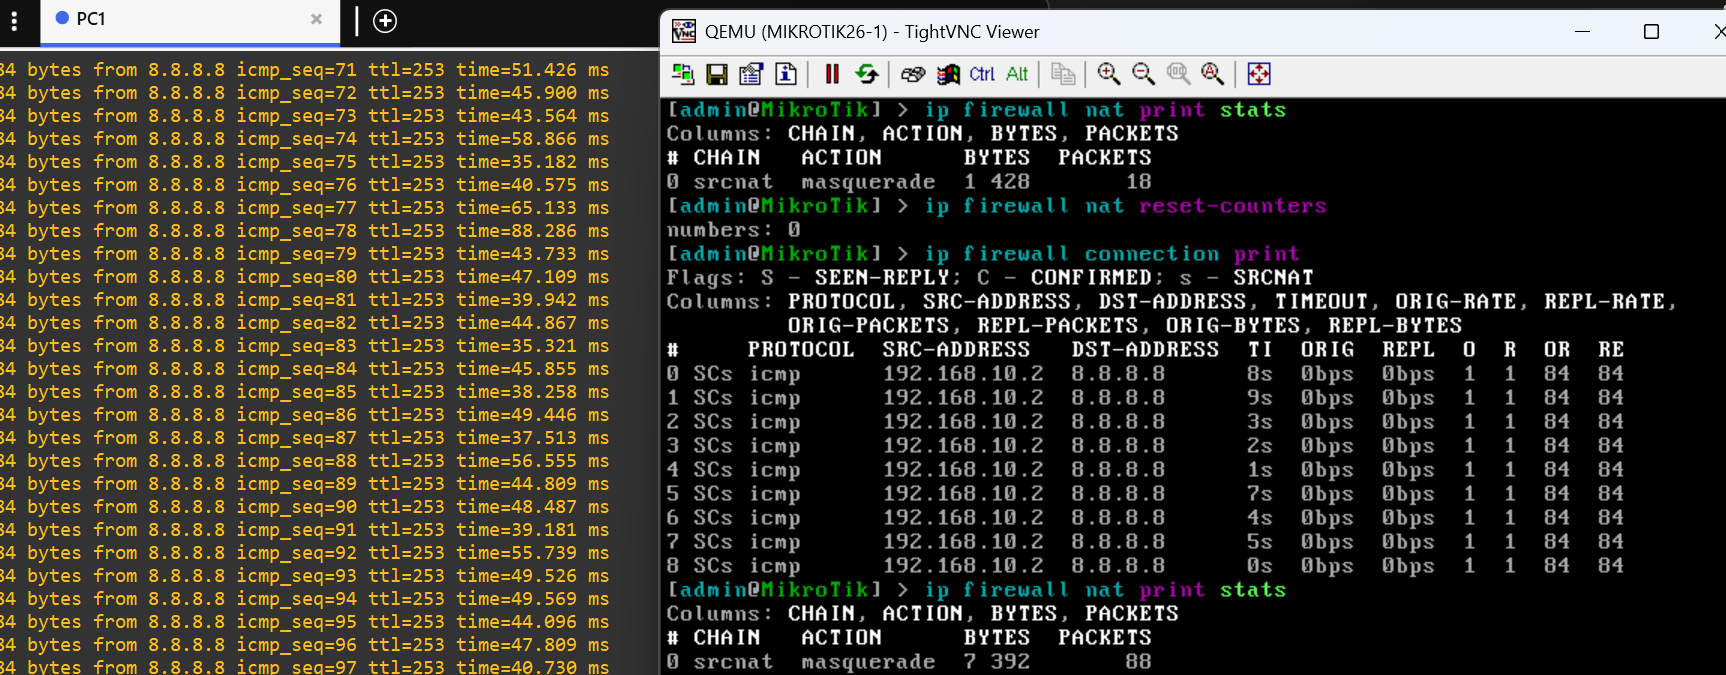 PC1
84 bytes from 8.8.8.8 icmp_seq=71 ttl=253 time=51.426 ms
84 bytes from 8.8.8.8 icmp_seq=72 ttl=253 time=45.900 ms
84 bytes from 8.8.8.8 icmp_seq=73 ttl=253 time=43.564 ms
84 bytes from 8.8.8.8 icmp_seq=74 ttl=253 time=58.866 ms
84 bytes from 8.8.8.8 icmp_seq=75 ttl=253 time=35.182 ms
84 bytes from 8.8.8.8 icmp_seq=76 ttl=253 time=40.575 ms
84 bytes from 8.8.8.8 icmp_seq=77 ttl=253 time=65.133 ms
84 bytes from 8.8.8.8 icmp_seq=78 ttl=253 time=88.286 ms
84 bytes from 8.8.8.8 icmp_seq=79 ttl=253 time=43.733 ms
84 bytes from 8.8.8.8 icmp_seq=80 ttl=253 time=47.109 ms
84 bytes from 8.8.8.8 icmp_seq=81 ttl=253 time=39.942 ms
84 bytes from 8.8.8.8 icmp_seq=82 ttl=253 time=44.867 ms
84 bytes from 8.8.8.8 icmp_seq=83 ttl=253 time=35.321 ms
84 bytes from 8.8.8.8 icmp_seq=84 ttl=253 time=45.855 ms
84 bytes from 8.8.8.8 icmp_seq=85 ttl=253 time=38.258 ms
84 bytes from 8.8.8.8 icmp_seq=86 ttl=253 time=49.446 ms
84 bytes from 8.8.8.8 icmp_seq=87 ttl=253 time=37.513 ms
84 bytes from 8.8.8.8 icmp_seq=88 ttl=253 time=56.555 ms
84 bytes from 8.8.8.8 icmp_seq=89 ttl=253 time=44.809 ms
84 bytes from 8.8.8.8 icmp_seq=90 ttl=253 time=48.487 ms
84 bytes from 8.8.8.8 icmp_seq=91 ttl=253 time=39.181 ms
84 bytes from 8.8.8.8 icmp_seq=92 ttl=253 time=55.739 ms
84 bytes from 8.8.8.8 icmp_seq=93 ttl=253 time=49.526 ms
84 bytes from 8.8.8.8 icmp_seq=94 ttl=253 time=49.569 ms
84 bytes from 8.8.8.8 icmp_seq=95 ttl=253 time=44.096 ms
84 bytes from 8.8.8.8 icmp_seq=96 ttl=253 time=47.809 ms
84 bytes from 8.8.8.8 icmp_seq=97 ttl=253 time=40.730 ms
QEMU (MIKROTIK26-1) - TightVNC Viewer
Ctrl Alt
[admin@MikroTik] > ip firewall nat print stats
Columns: CHAIN, ACTION, BYTES, PACKETS
# CHAIN ACTION BYTES PACKETS
0 srcnat masquerade 1 428 18
[admin@MikroTik] > ip firewall nat reset-counters
numbers: 0
[admin@MikroTik] > ip firewall connection print
Flags: S - SEEN-REPLY; C - CONFIRMED; s - SRCNAT
Columns: PROTOCOL, SRC-ADDRESS, DST-ADDRESS, TIMEOUT, ORIG-RATE, REPL-RATE,
ORIG-PACKETS, REPL-PACKETS, ORIG-BYTES, REPL-BYTES
# PROTOCOL SRC-ADDRESS DST-ADDRESS TI ORIG REPL O R OR RE
0 SCs icmp 192.168.10.2 8.8.8.8 8s 0bps 0bps 1 1 84 84
1 SCs icmp 192.168.10.2 8.8.8.8 9s 0bps 0bps 1 1 84 84
2 SCs icmp 192.168.10.2 8.8.8.8 3s 0bps 0bps 1 1 84 84
3 SCs icmp 192.168.10.2 8.8.8.8 2s 0bps 0bps 1 1 84 84
4 SCs icmp 192.168.10.2 8.8.8.8 1s 0bps 0bps 1 1 84 84
5 SCs icmp 192.168.10.2 8.8.8.8 7s 0bps 0bps 1 1 84 84
6 SCs icmp 192.168.10.2 8.8.8.8 4s 0bps 0bps 1 1 84 84
7 SCs icmp 192.168.10.2 8.8.8.8 5s 0bps 0bps 1 1 84 84
8 SCs icmp 192.168.10.2 8.8.8.8 0s 0bps 0bps 1 1 84 84
[admin@MikroTik] > ip firewall nat print stats
Columns: CHAIN, ACTION, BYTES, PACKETS
# CHAIN ACTION BYTES PACKETS
0 srcnat masquerade 7 392 88